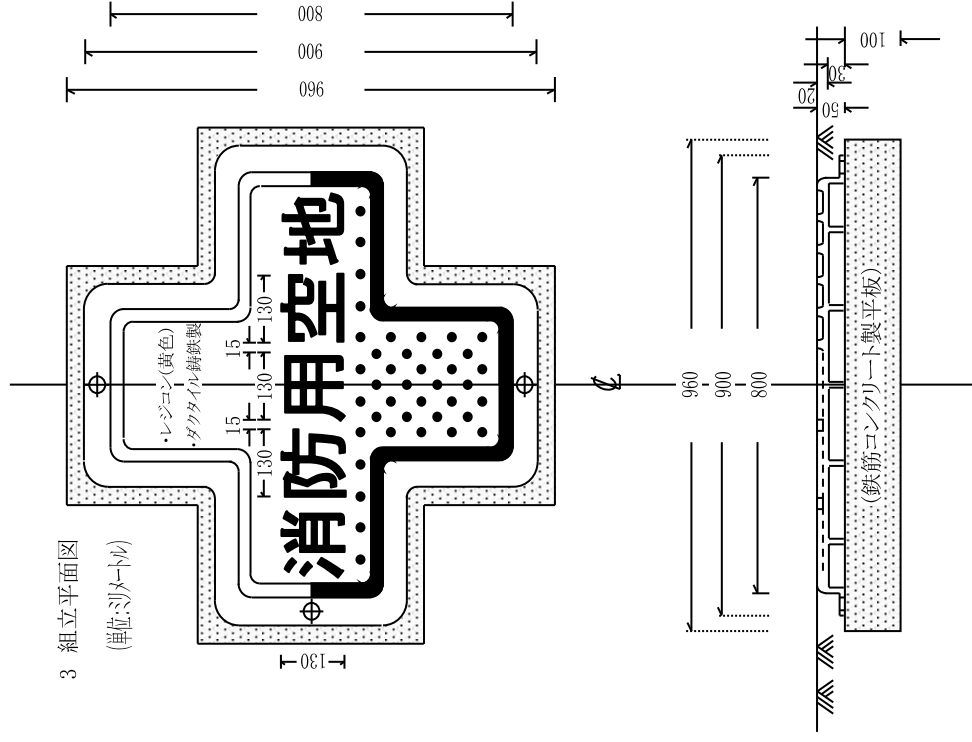 3 組立平面図
(単位:ミリメートル)
800
900
960
・レジコン(黄色)
・ダクタイル鋳鉄製
15
15
130
130
130
消防用空地
130
℄
960
900
800
100
30
20
50
(鉄筋コンクリート製平板)